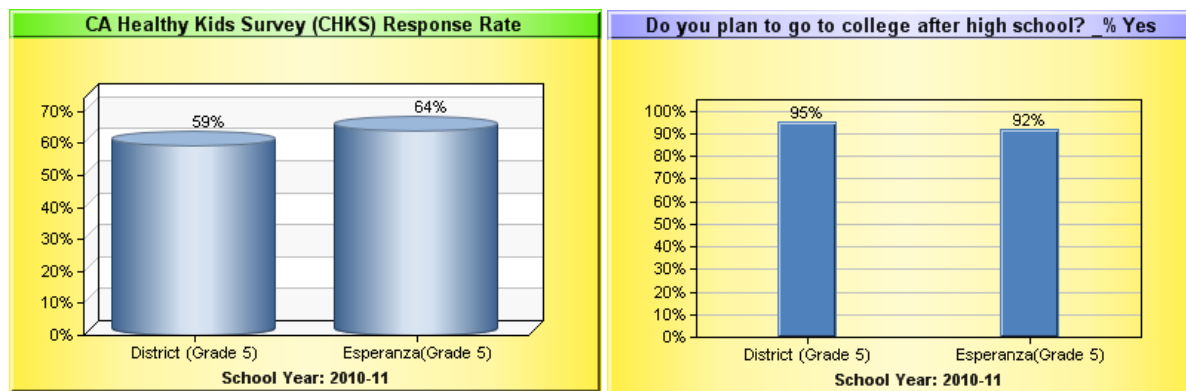 CA Healthy Kids Survey (CHKS) Response Rate
70%
60%
50%
40%
30%
20%
10%
0%
59%
64%
District (Grade 5)
Esperanza(Grade 5)
School Year: 2010-11
Do you plan to go to college after high school? _% Yes
100%
90%
80%
70%
60%
50%
40%
30%
20%
10%
0%
95%
92%
District (Grade 5)
Esperanza(Grade 5)
School Year: 2010-11